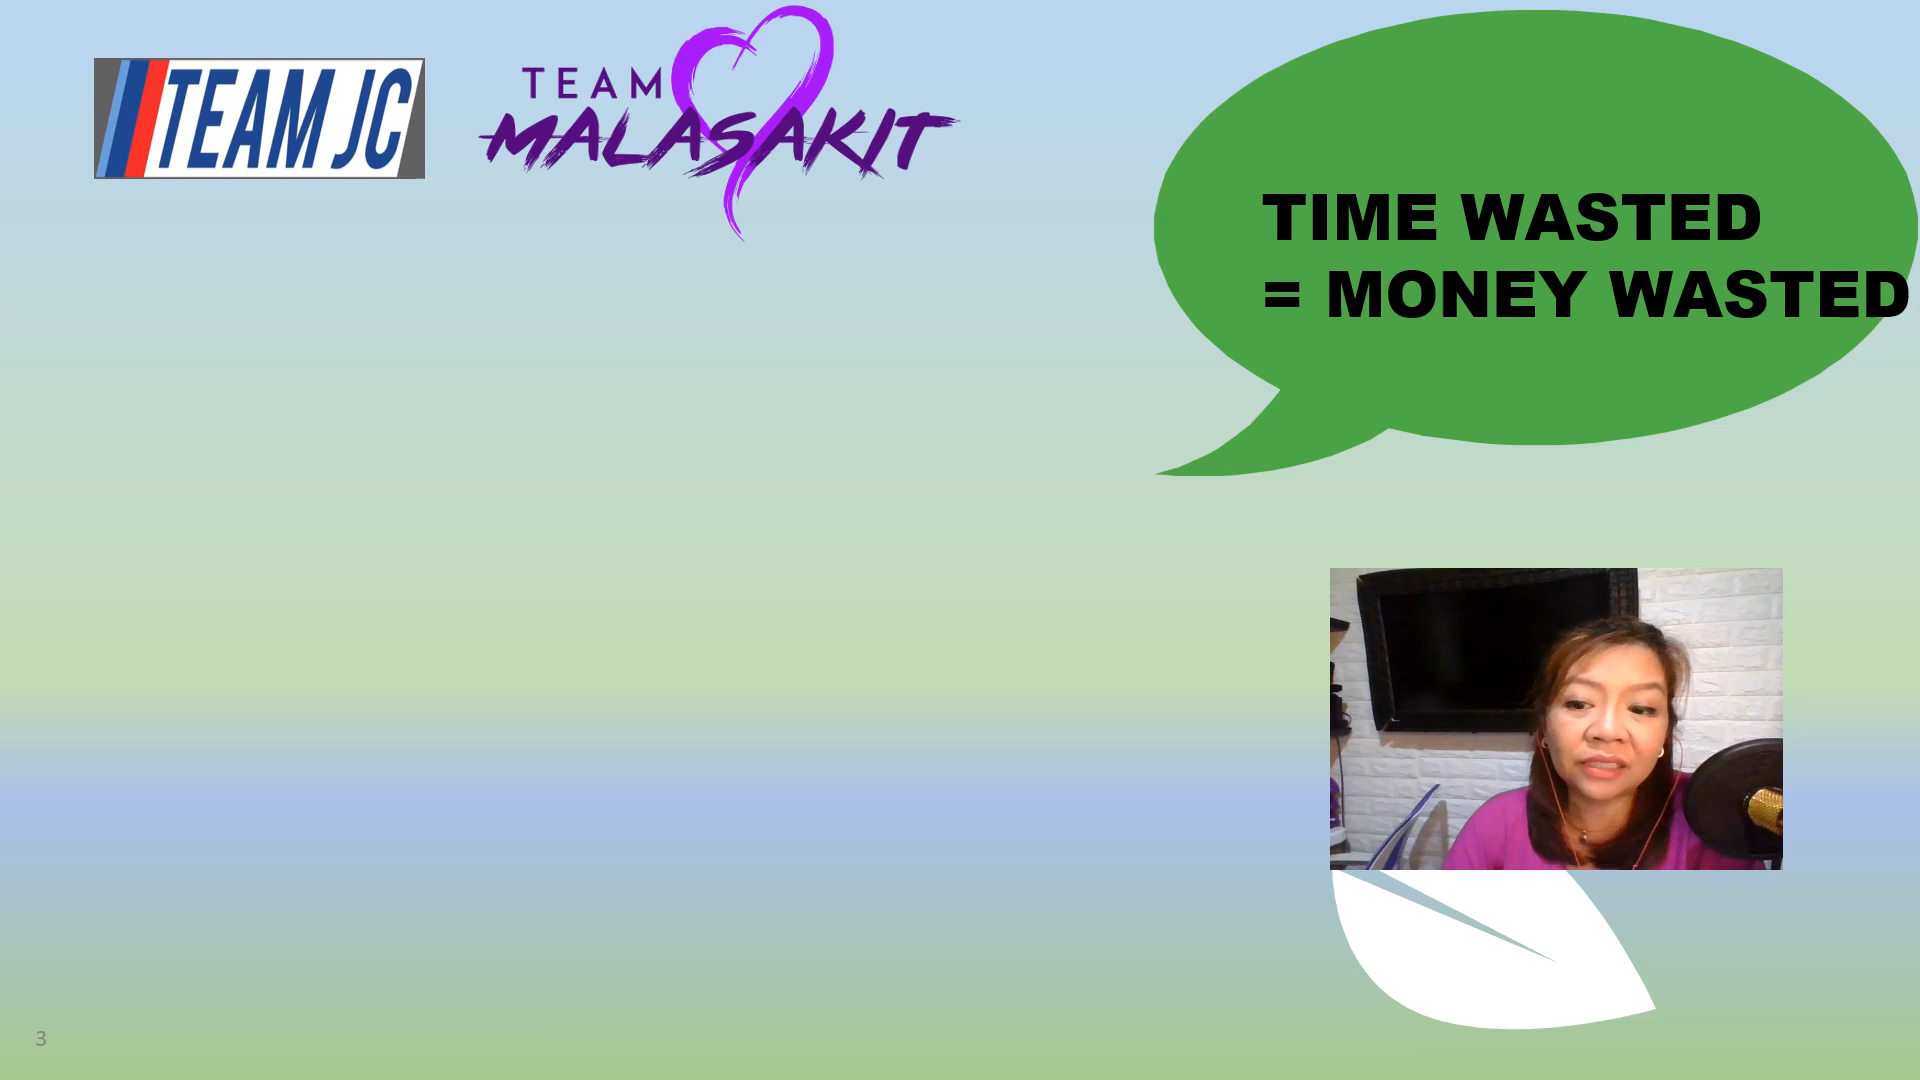 TEAM JC
TEAM
MALASAKIT
TIME WASTED
= MONEY WASTED
3